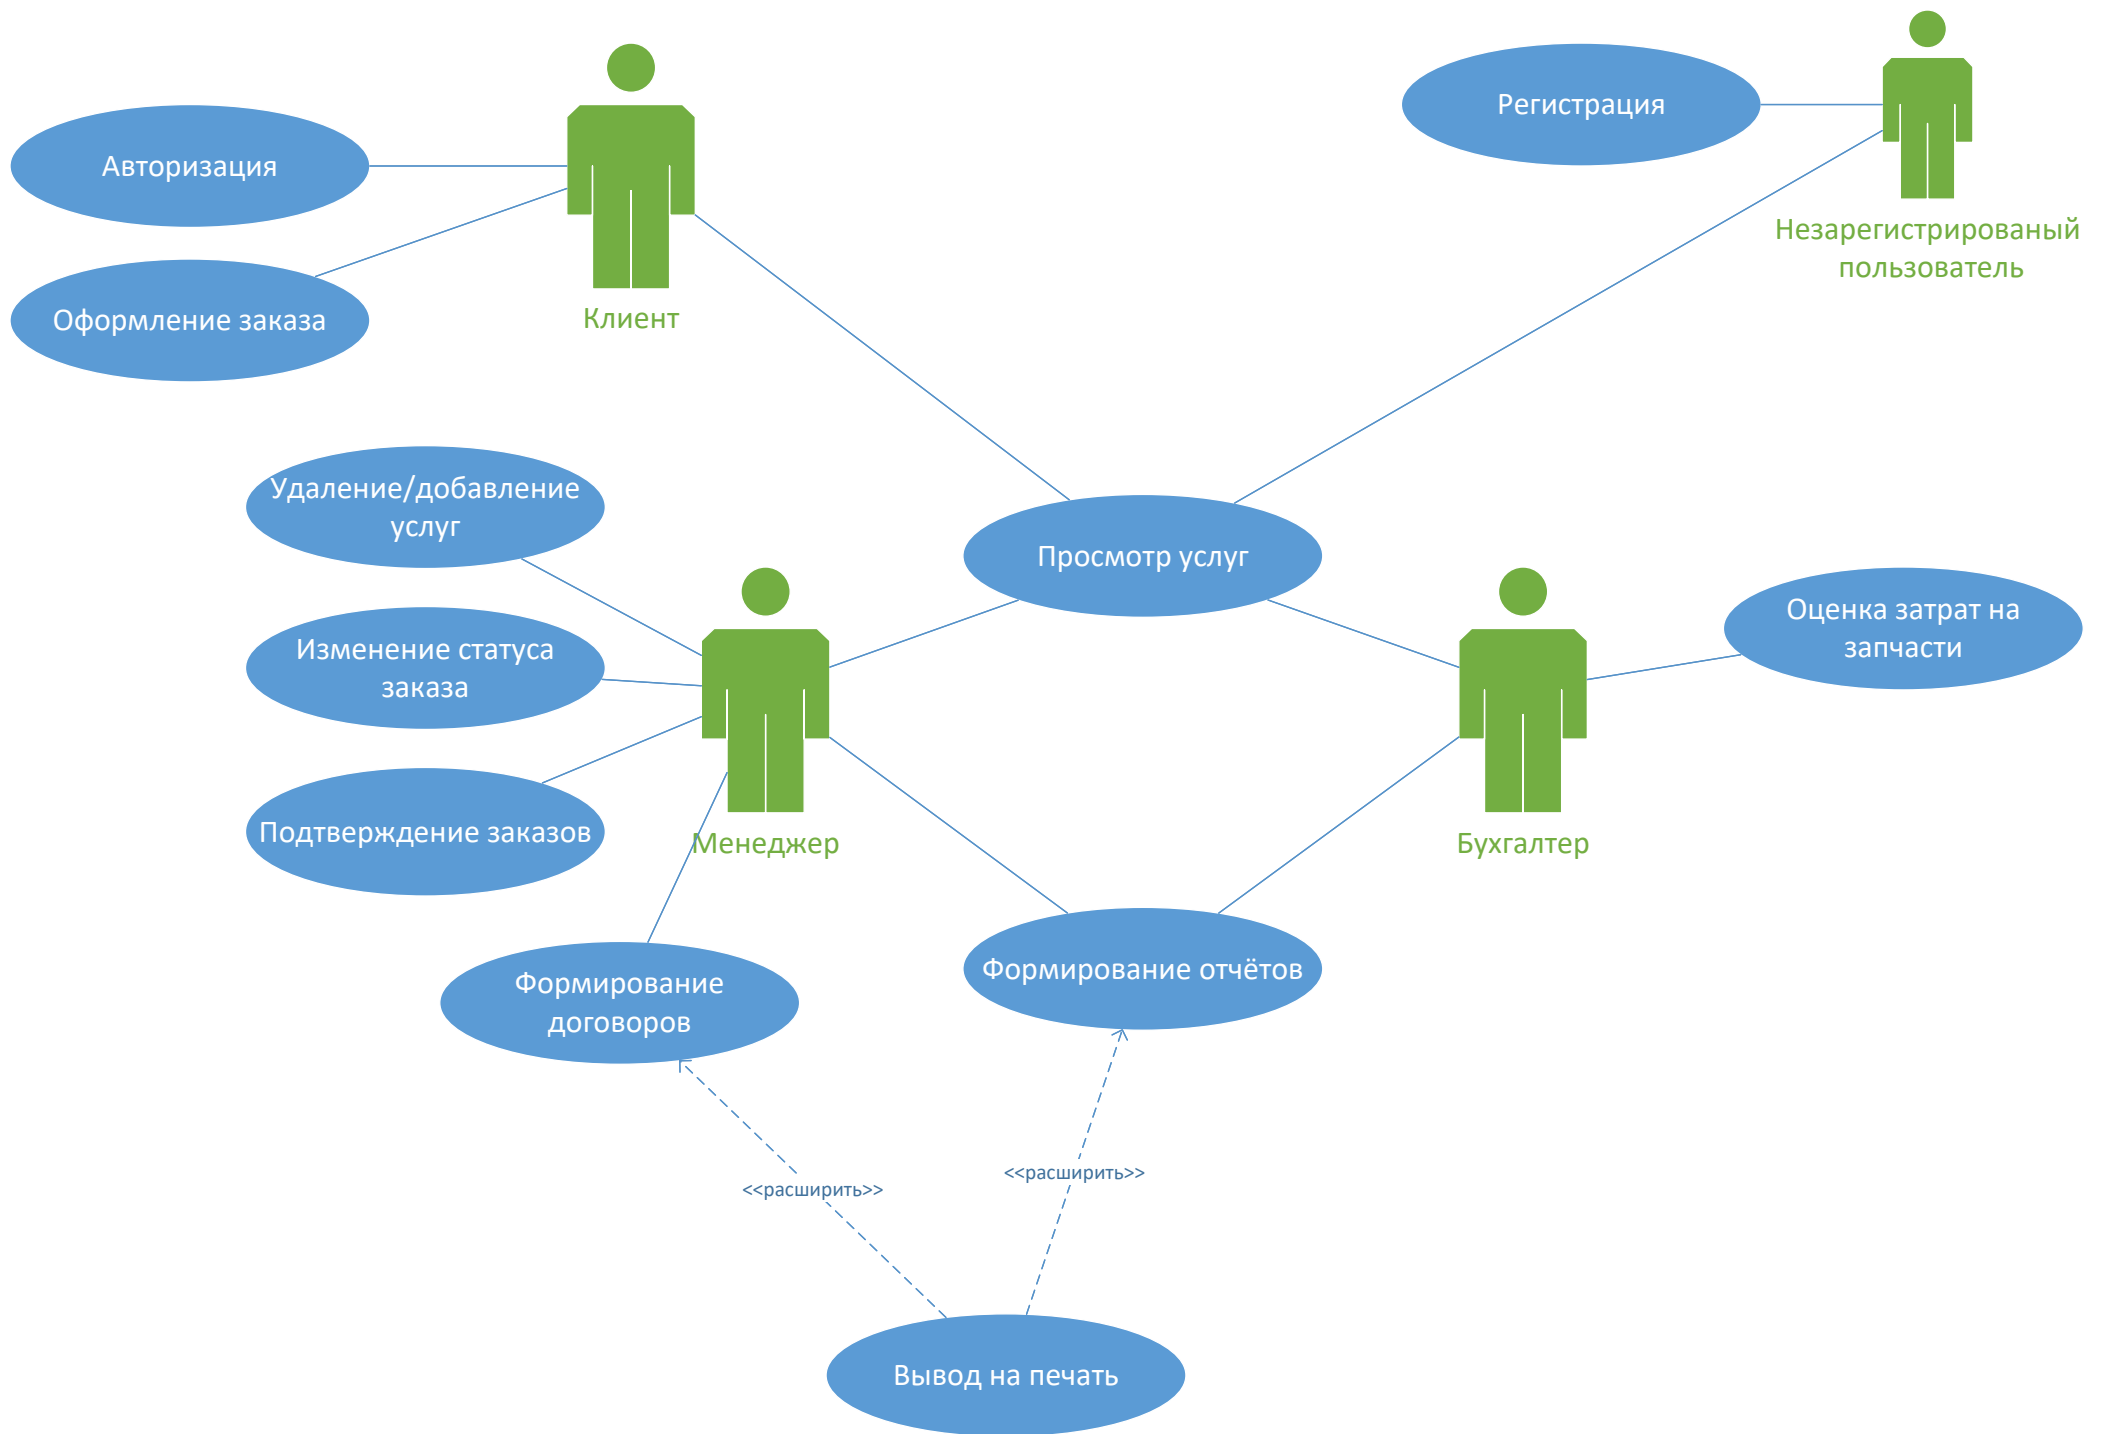 Регистрация
Авторизация
Незарегистрированый
пользователь
Оформление заказа
Клиент
Удаление/добавление
услуг
Просмотр услуг
Оценка затрат на
запчасти
Изменение статуса
заказа
Подтверждение заказов
Менеджер
Бухгалтер
Формирование
договоров
Формирование отчётов
<<расширить>>
<<расширить>>
Вывод на печать